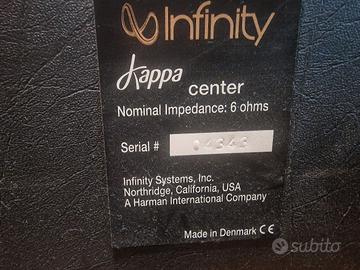 Infinity
Kappa center
Nominal Impedance: 6 ohms
Serial # 04343
Infinity Systems, Inc.
Northridge, California, USA
A Harman International Company
Made in Denmark CE
subito